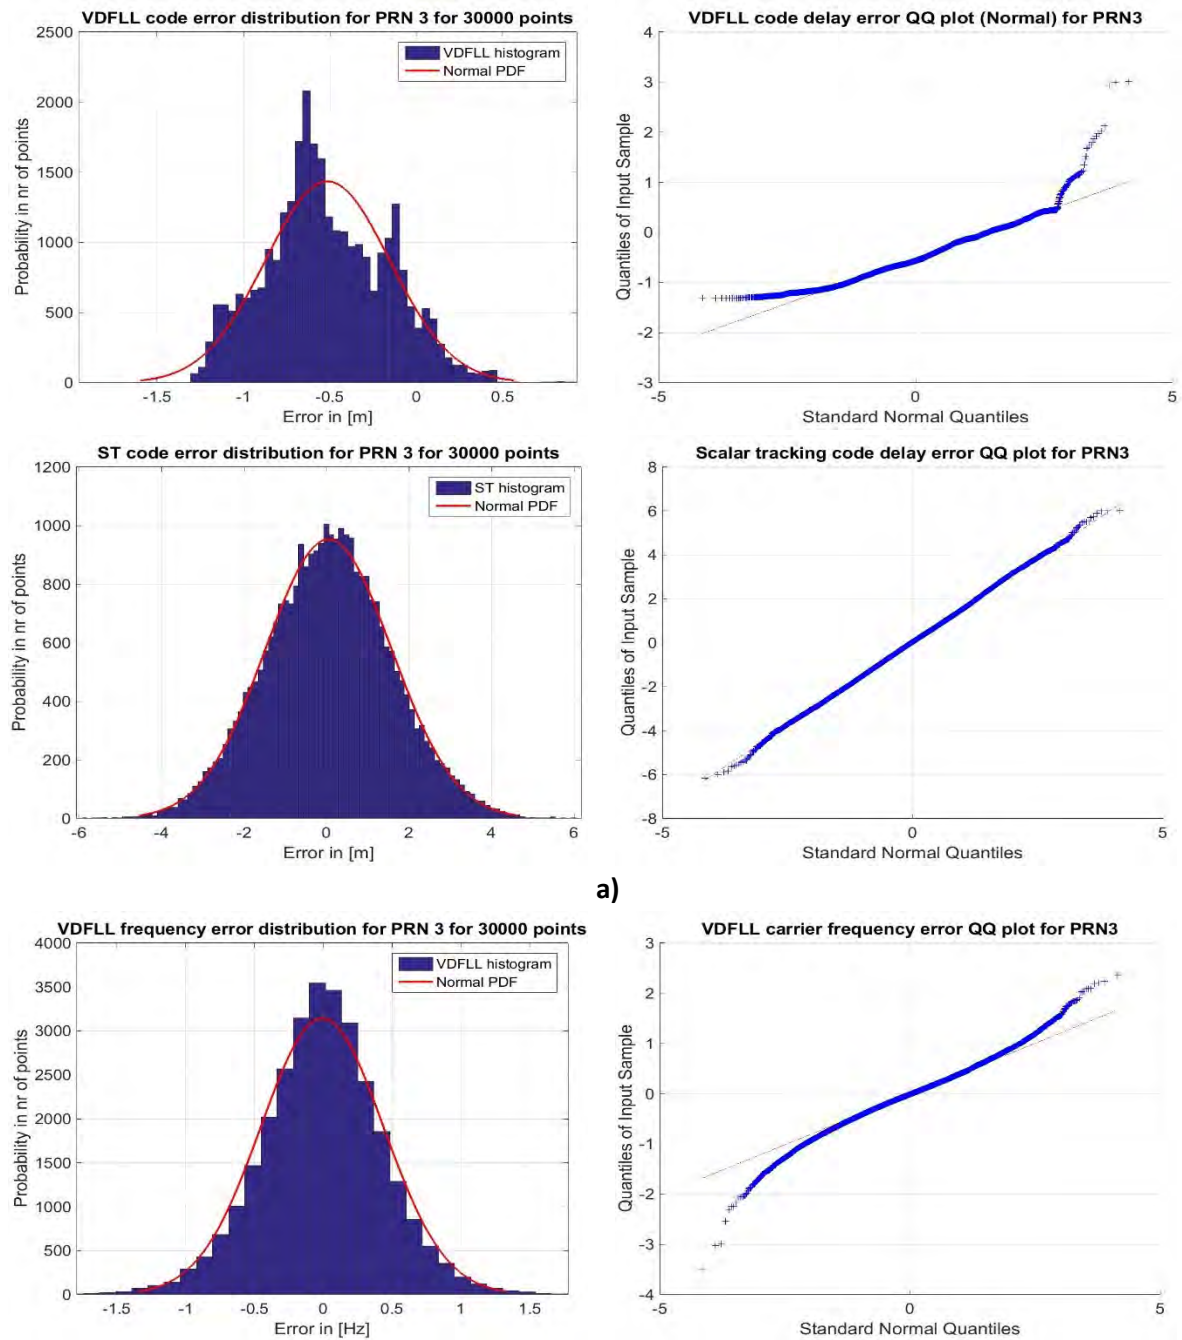 VDFLL code error distribution for PRN 3 for 30000 points
2500
2000
1500
1000
500
0
Probability in nr of points
VDFLL histogram
Normal PDF
-1.5 -1 -0.5 0 0.5
Error in [m]
VDFLL code delay error QQ plot (Normal) for PRN3
4
3
2
1
0
-1
-2
-3
Quantiles of Input Sample
-5 0 5
Standard Normal Quantiles
ST code error distribution for PRN 3 for 30000 points
1200
1000
800
600
400
200
0
Probability in nr of points
ST histogram
Normal PDF
-6 -4 -2 0 2 4 6
Error in [m]
Scalar tracking code delay error QQ plot for PRN3
8
6
4
2
0
-2
-4
-6
-8
Quantiles of Input Sample
-5 0 5
Standard Normal Quantiles
a)
VDFLL frequency error distribution for PRN 3 for 30000 points
4000
3500
3000
2500
2000
1500
1000
500
0
Probability in nr of points
VDFLL histogram
Normal PDF
-1.5 -1 -0.5 0 0.5 1 1.5
Error in [Hz]
VDFLL carrier frequency error QQ plot for PRN3
3
2
1
0
-1
-2
-3
-4
Quantiles of Input Sample
-5 0 5
Standard Normal Quantiles